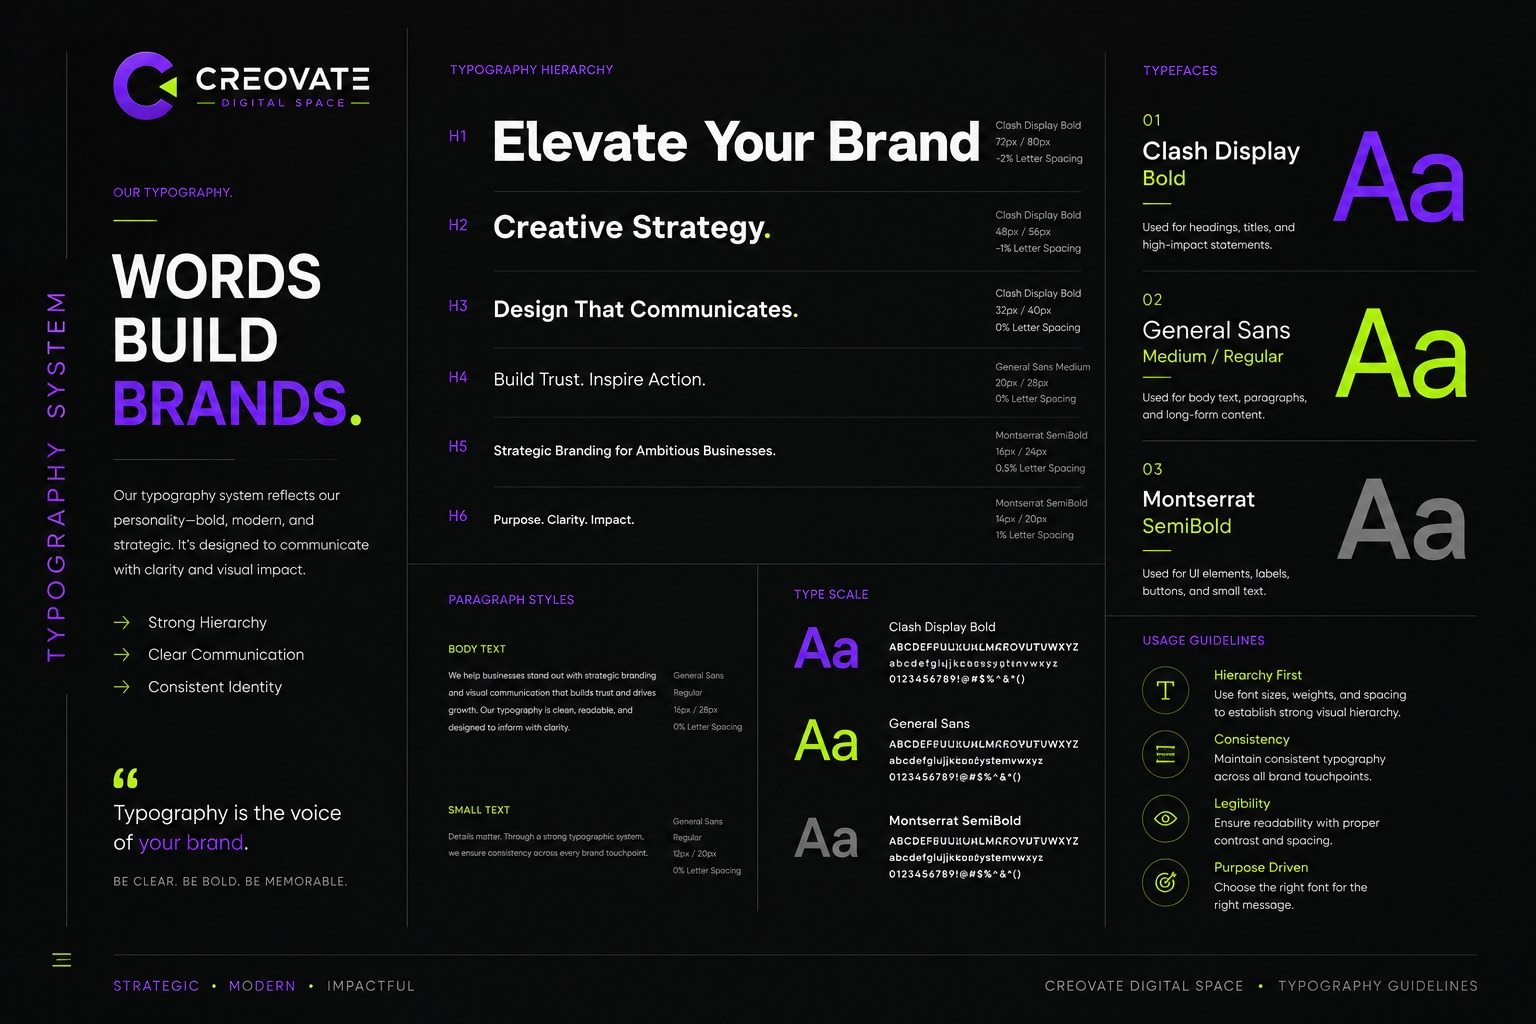 CREOVATE
DIGITAL SPACE
TYPOGRAPHY SYSTEM
OUR TYPOGRAPHY.
WORDS
BUILD
BRANDS.
Our typography system reflects our
personality—bold, modern, and
strategic. It's designed to communicate
with clarity and visual impact.
→ Strong Hierarchy
→ Clear Communication
→ Consistent Identity
“
Typography is the voice
of your brand.
BE CLEAR. BE BOLD. BE MEMORABLE.
TYPOGRAPHY HIERARCHY
H1
Elevate Your Brand
Clash Display Bold
72px / 80px
-2% Letter Spacing
H2
Creative Strategy.
Clash Display Bold
48px / 56px
-1% Letter Spacing
H3
Design That Communicates.
Clash Display Bold
32px / 40px
0% Letter Spacing
H4
Build Trust. Inspire Action.
General Sans Medium
20px / 28px
0% Letter Spacing
H5
Strategic Branding for Ambitious Businesses.
Montserrat SemiBold
16px / 24px
0.5% Letter Spacing
H6
Purpose. Clarity. Impact.
Montserrat SemiBold
14px / 20px
1% Letter Spacing
PARAGRAPH STYLES
BODY TEXT
We help businesses stand out with strategic branding
and visual communication that builds trust and drives
growth. Our typography is clean, readable, and
designed to inform with clarity.
General Sans
Regular
16px / 28px
0% Letter Spacing
SMALL TEXT
Details matter. Through a strong typographic system,
we ensure consistency across every brand touchpoint.
General Sans
Regular
12px / 20px
0% Letter Spacing
TYPE SCALE
Aa
Clash Display Bold
0123456789!@#$%^&*()
Aa
General Sans
0123456789!@#$%^&*()
Aa
Montserrat SemiBold
0123456789!@#$%^&*()
TYPEFACES
01
Clash Display
Bold
Used for headings, titles, and
high-impact statements.
Aa
02
General Sans
Medium / Regular
Used for body text, paragraphs,
and long-form content.
Aa
03
Montserrat
SemiBold
Used for UI elements, labels,
buttons, and small text.
Aa
USAGE GUIDELINES
T
Hierarchy First
Use font sizes, weights, and spacing
to establish strong visual hierarchy.
Consistency
Maintain consistent typography
across all brand touchpoints.
Legibility
Ensure readability with proper
contrast and spacing.
Purpose Driven
Choose the right font for the
right message.
STRATEGIC • MODERN • IMPACTFUL
CREOVATE DIGITAL SPACE • TYPOGRAPHY GUIDELINES